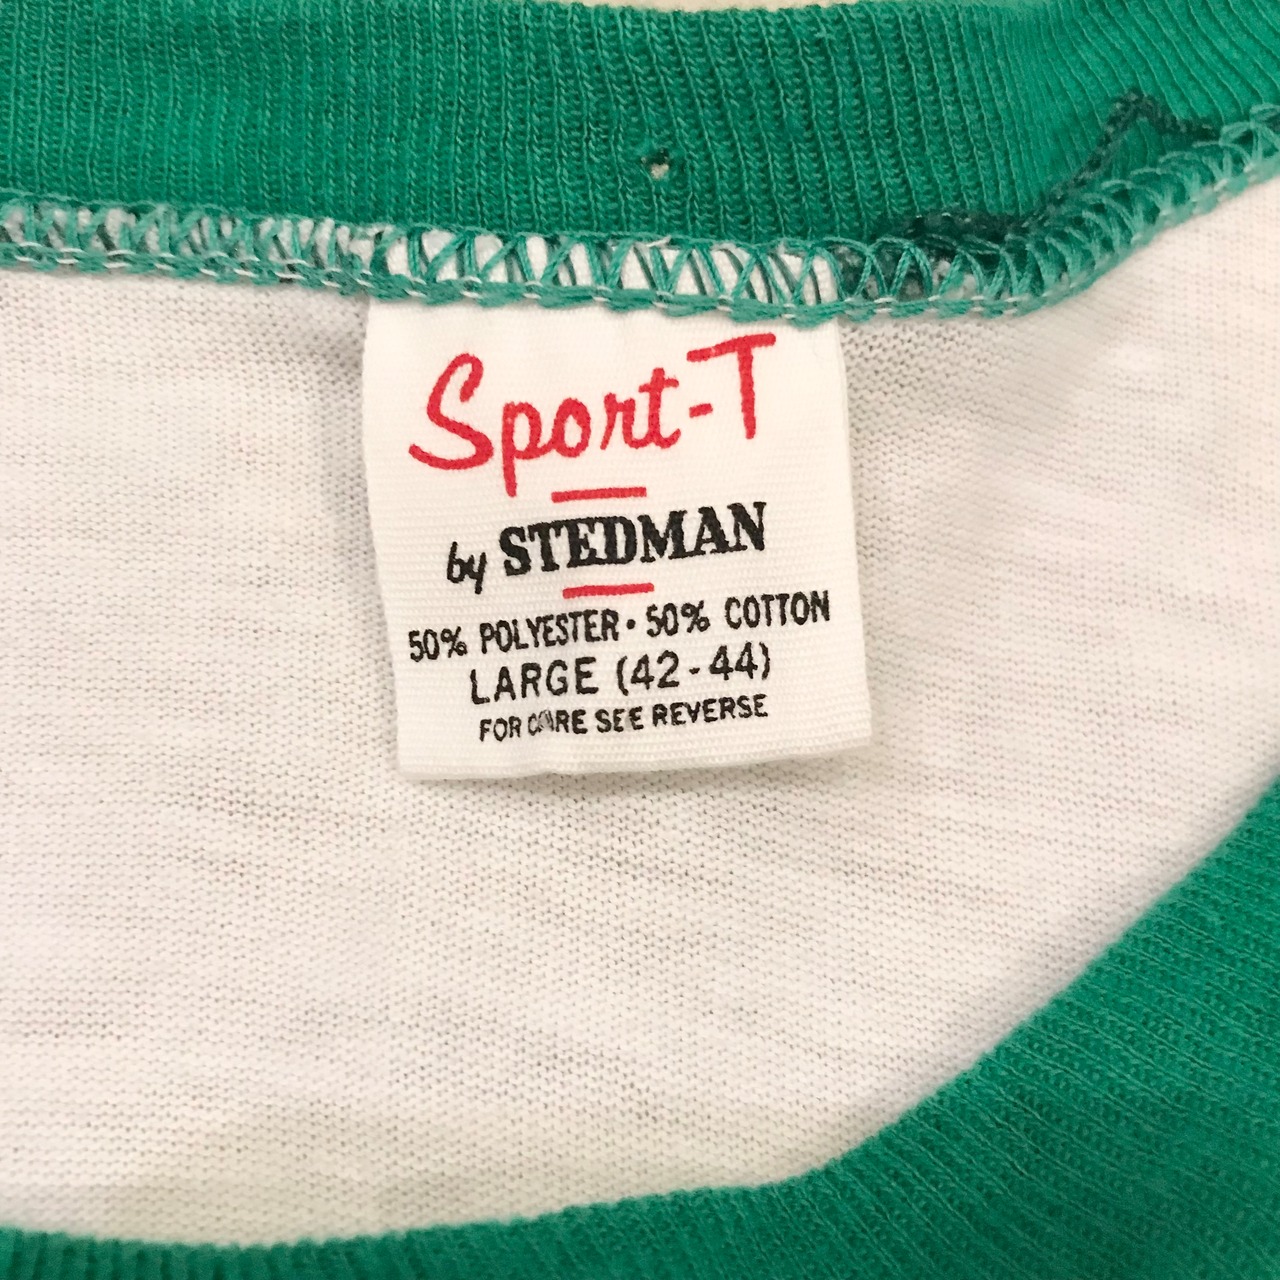 Sport-T
by STEDMAN
50% POLYESTER • 50% COTTON
LARGE (42-44)
FOR CARE SEE REVERSE